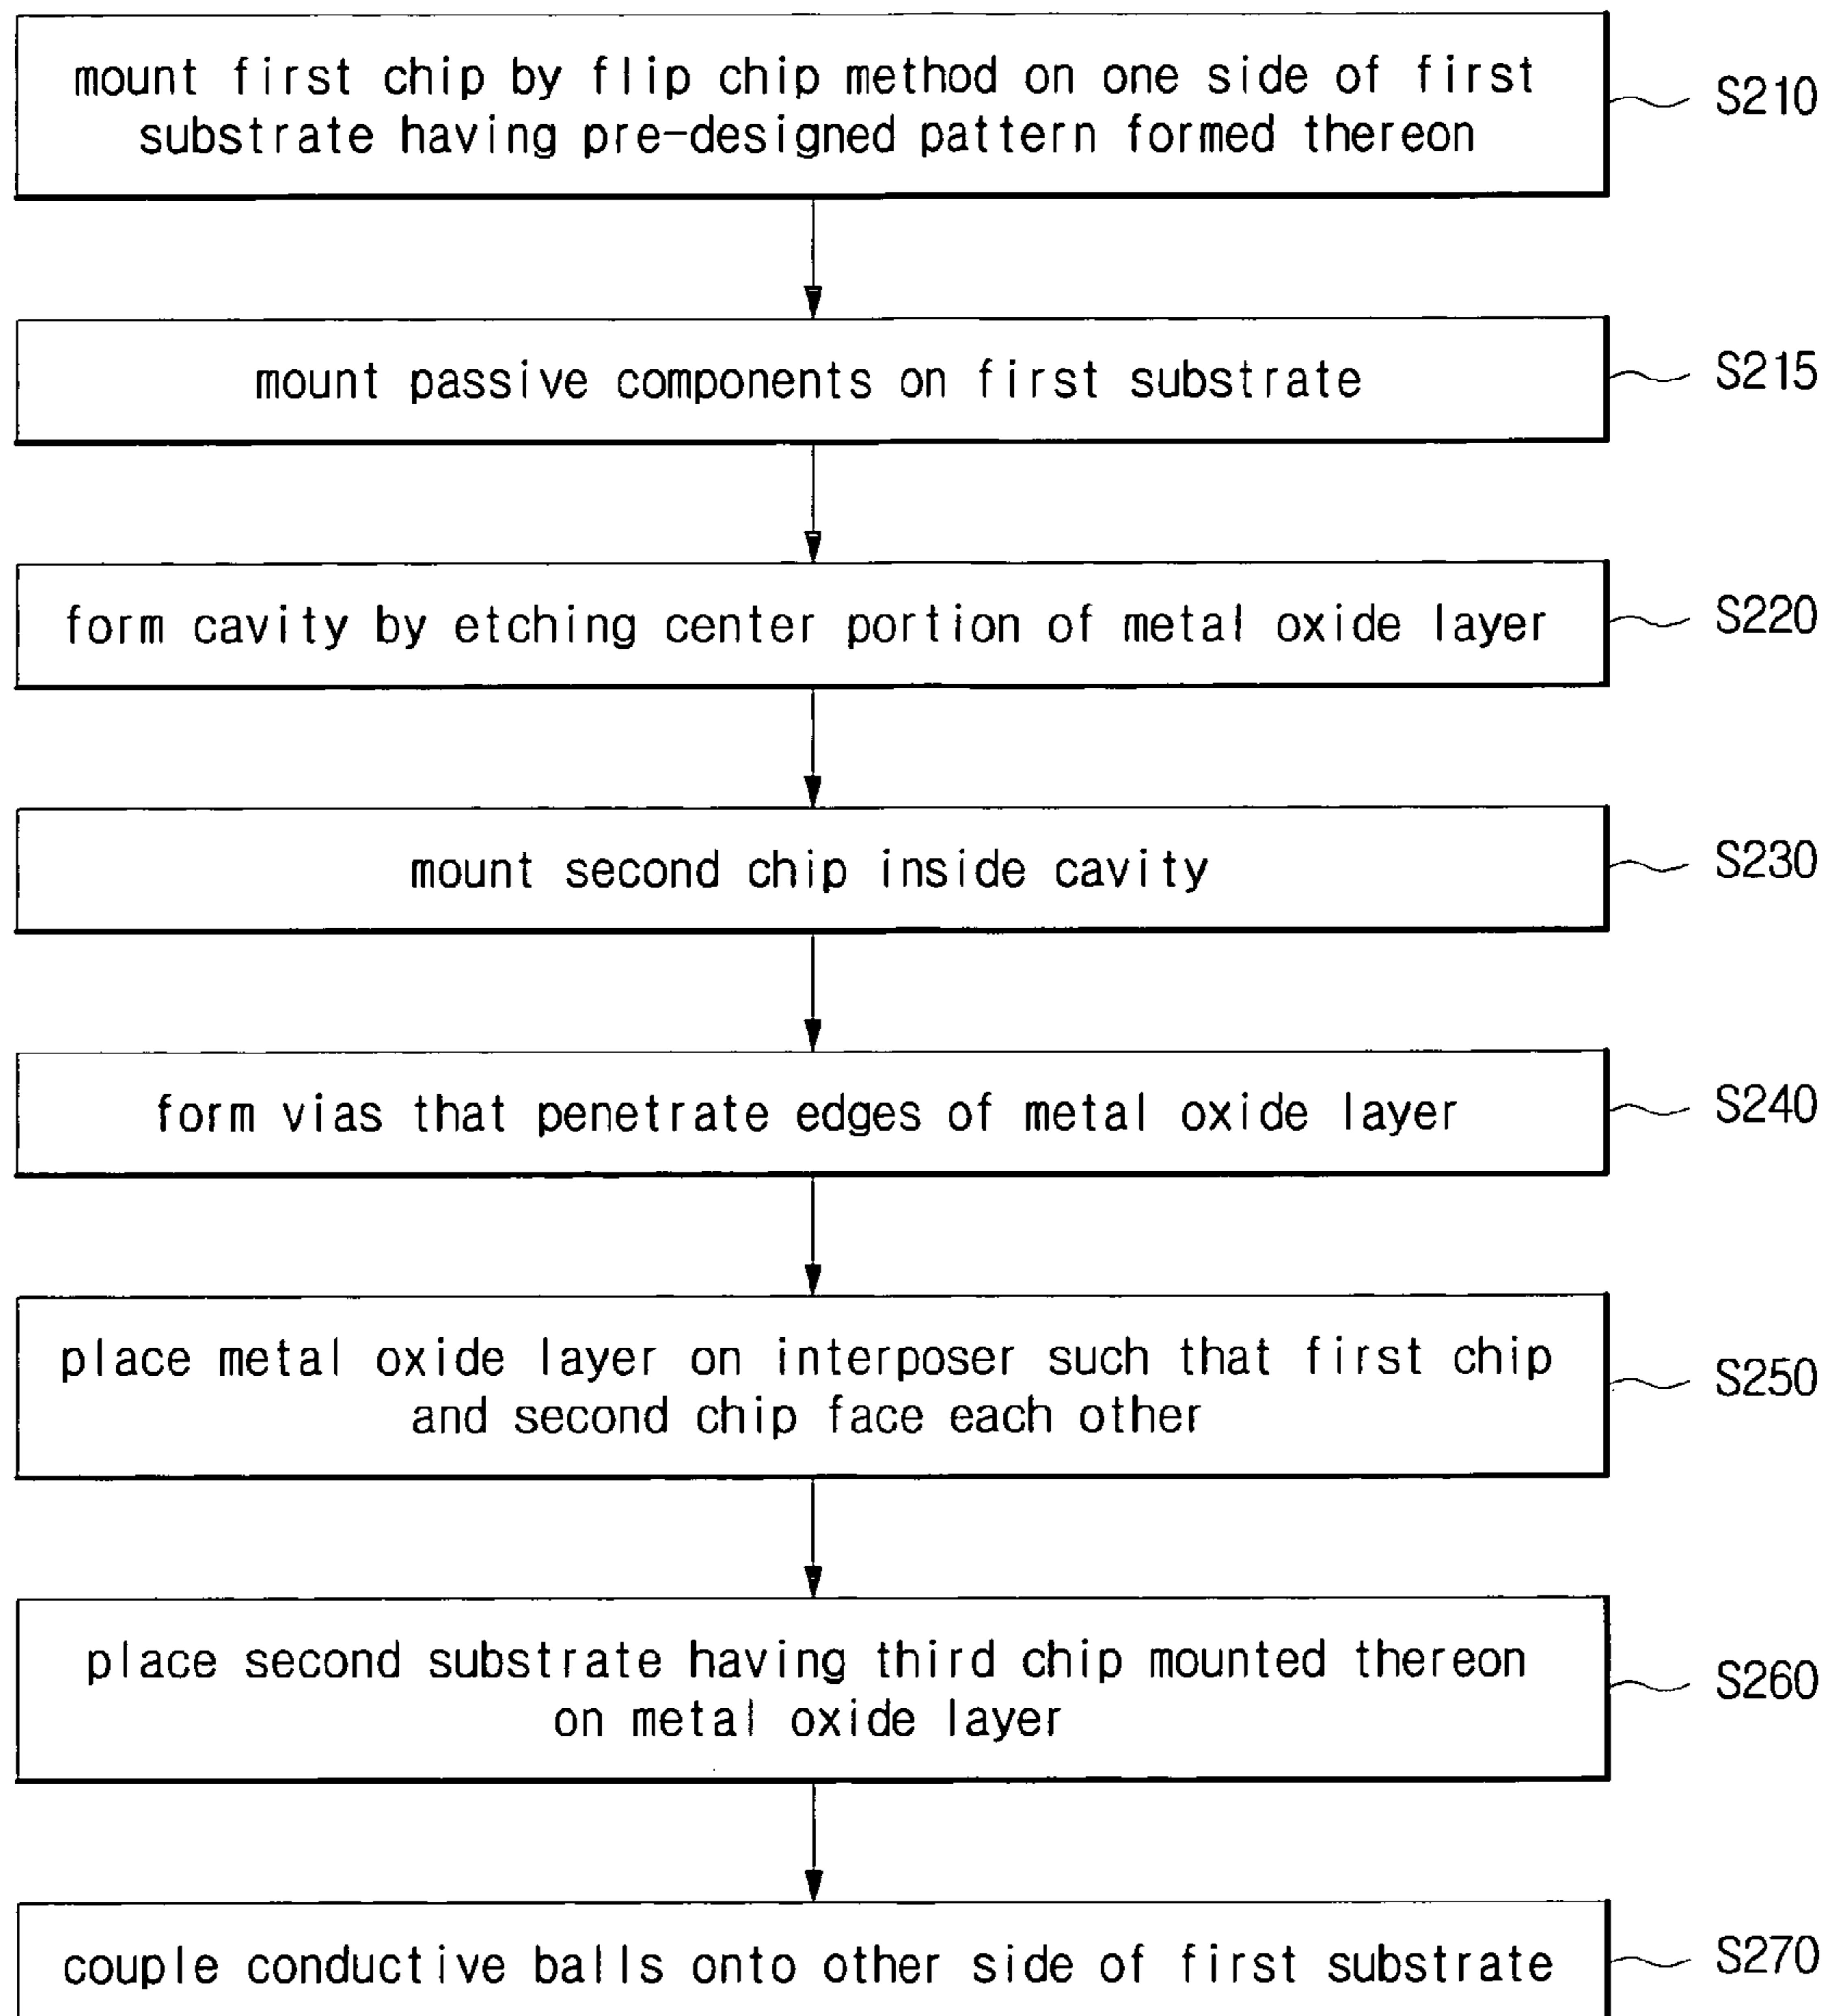 mount first chip by flip chip method on one side of first
substrate having pre-designed pattern formed thereon
S210
mount passive components on first substrate
S215
form cavity by etching center portion of metal oxide layer
S220
mount second chip inside cavity
S230
form vias that penetrate edges of metal oxide layer
S240
place metal oxide layer on interposer such that first chip
and second chip face each other
S250
place second substrate having third chip mounted thereon
on metal oxide layer
S260
couple conductive balls onto other side of first substrate
S270